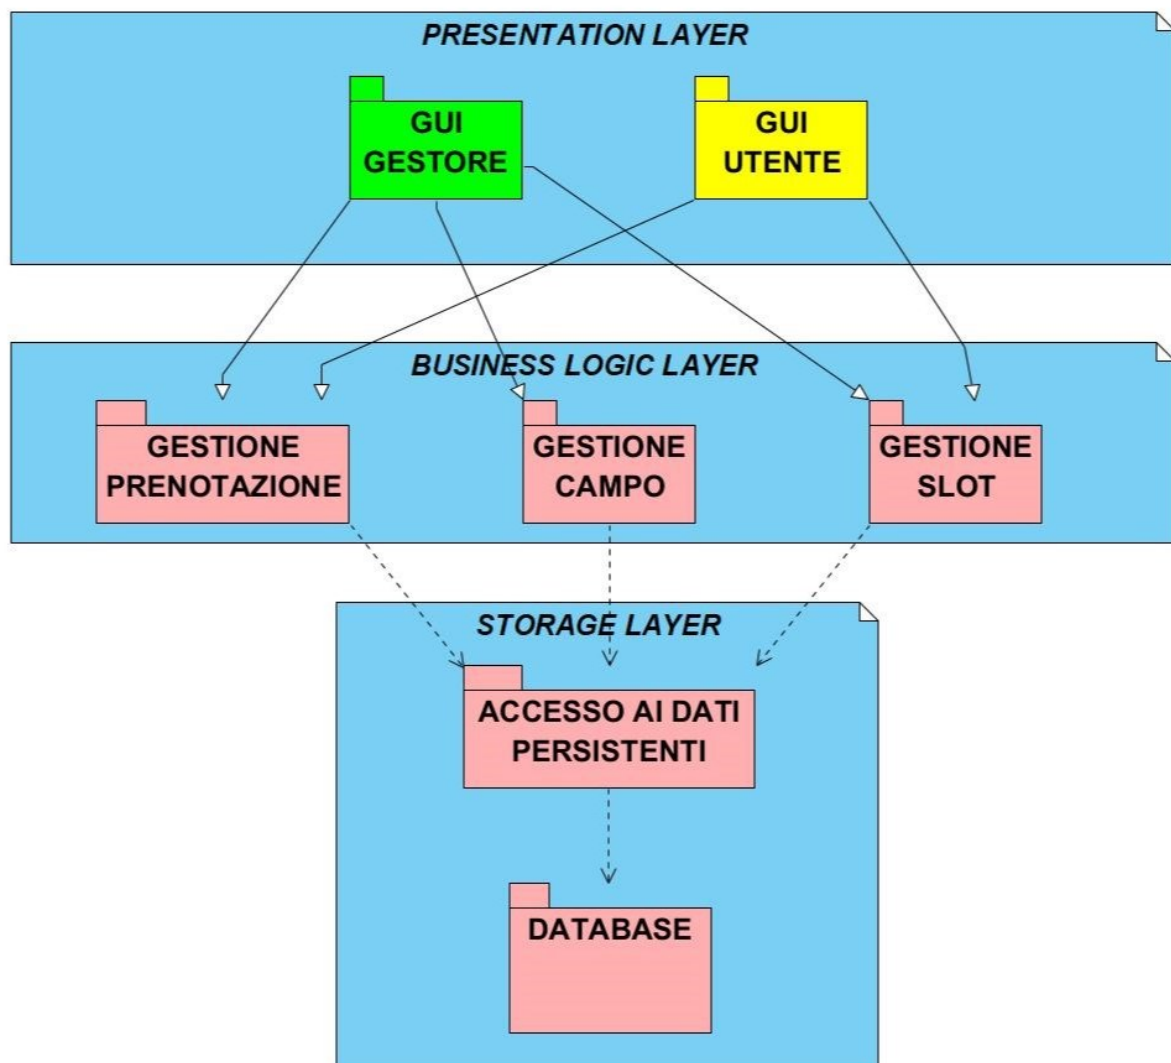 PRESENTATION LAYER
GUI
GESTORE
GUI
UTENTE
BUSINESS LOGIC LAYER
GESTIONE
PRENOTAZIONE
GESTIONE
CAMPO
GESTIONE
SLOT
STORAGE LAYER
ACCESSO AI DATI
PERSISTENTI
DATABASE